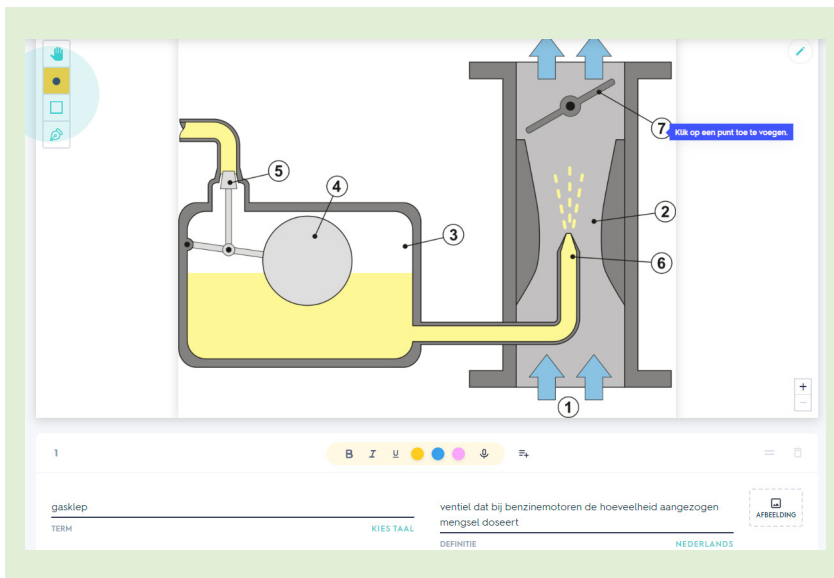 7
Klik op een punt toe te voegen.
5
4
2
3
6
1
+
−
1
B I U
gasklep
TERM
KIES TAAL
ventiel dat bij benzinemotoren de hoeveelheid aangezogen
mengsel doseert
DEFINITIE
NEDERLANDS
AFBEELDING